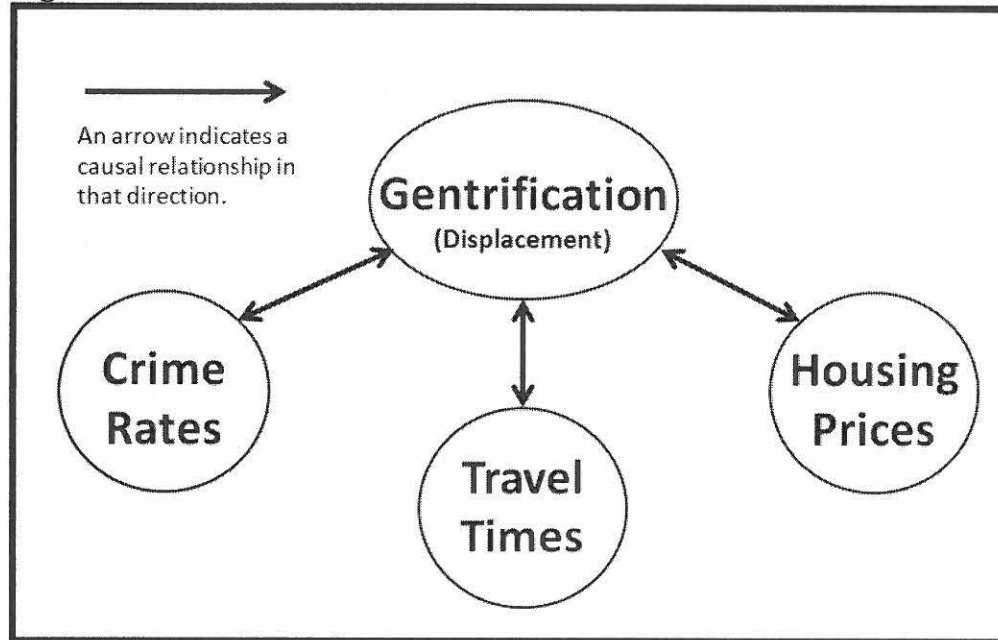 An arrow indicates a
causal relationship in
that direction.
Gentrification
(Displacement)
Crime
Rates
Travel
Times
Housing
Prices